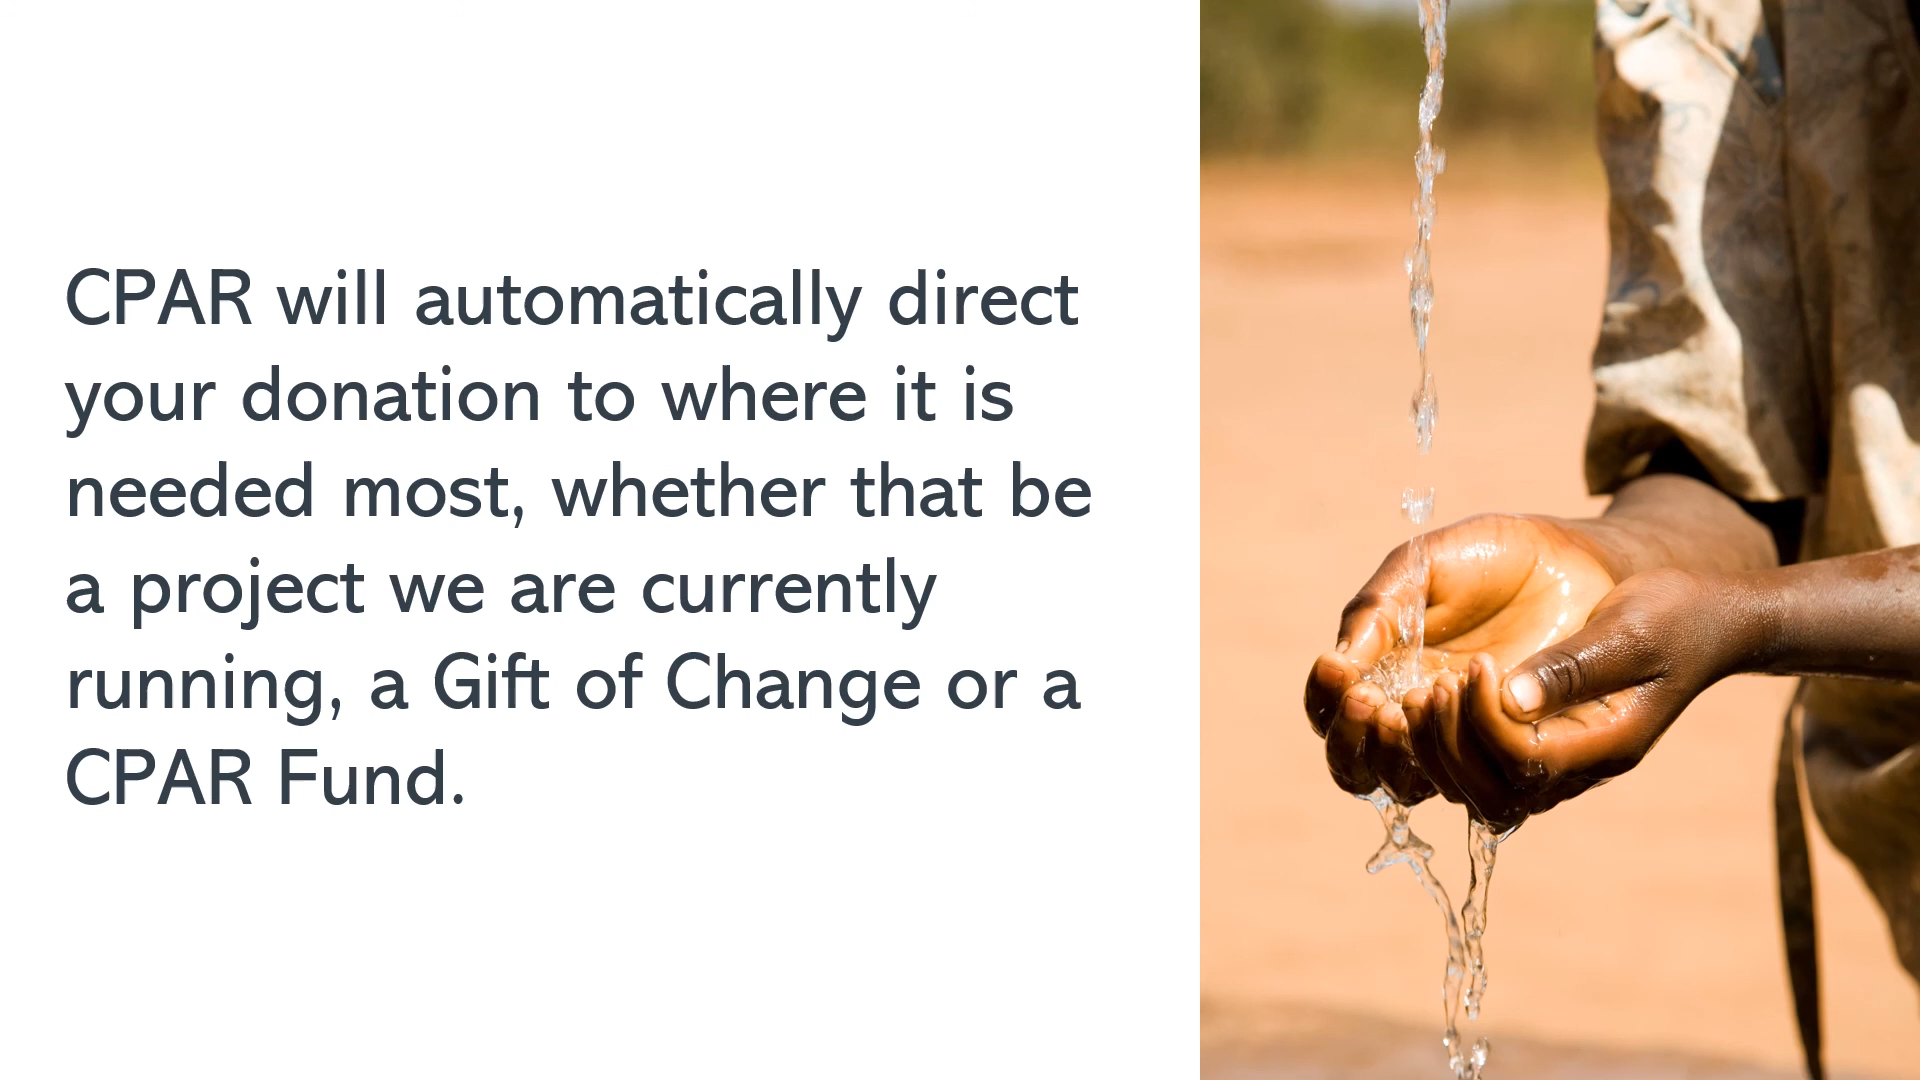 CPAR will automatically direct
your donation to where it is
needed most, whether that be
a project we are currently
running, a Gift of Change or a
CPAR Fund.